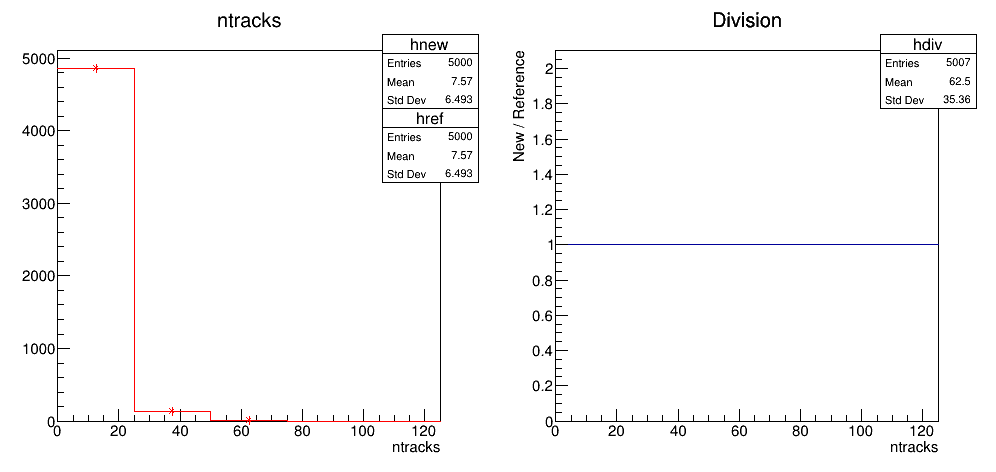 ntracks
hnew
Entries 5000
Mean 7.57
Std Dev 6.493
href
Entries 5000
Mean 7.57
Std Dev 6.493
5000
4000
3000
2000
1000
0
0 20 40 60 80 100 120
ntracks
Division
hdiv
Entries 5007
Mean 62.5
Std Dev 35.36
New / Reference
2
1.8
1.6
1.4
1.2
1
0.8
0.6
0.4
0.2
0
0 20 40 60 80 100 120
ntracks